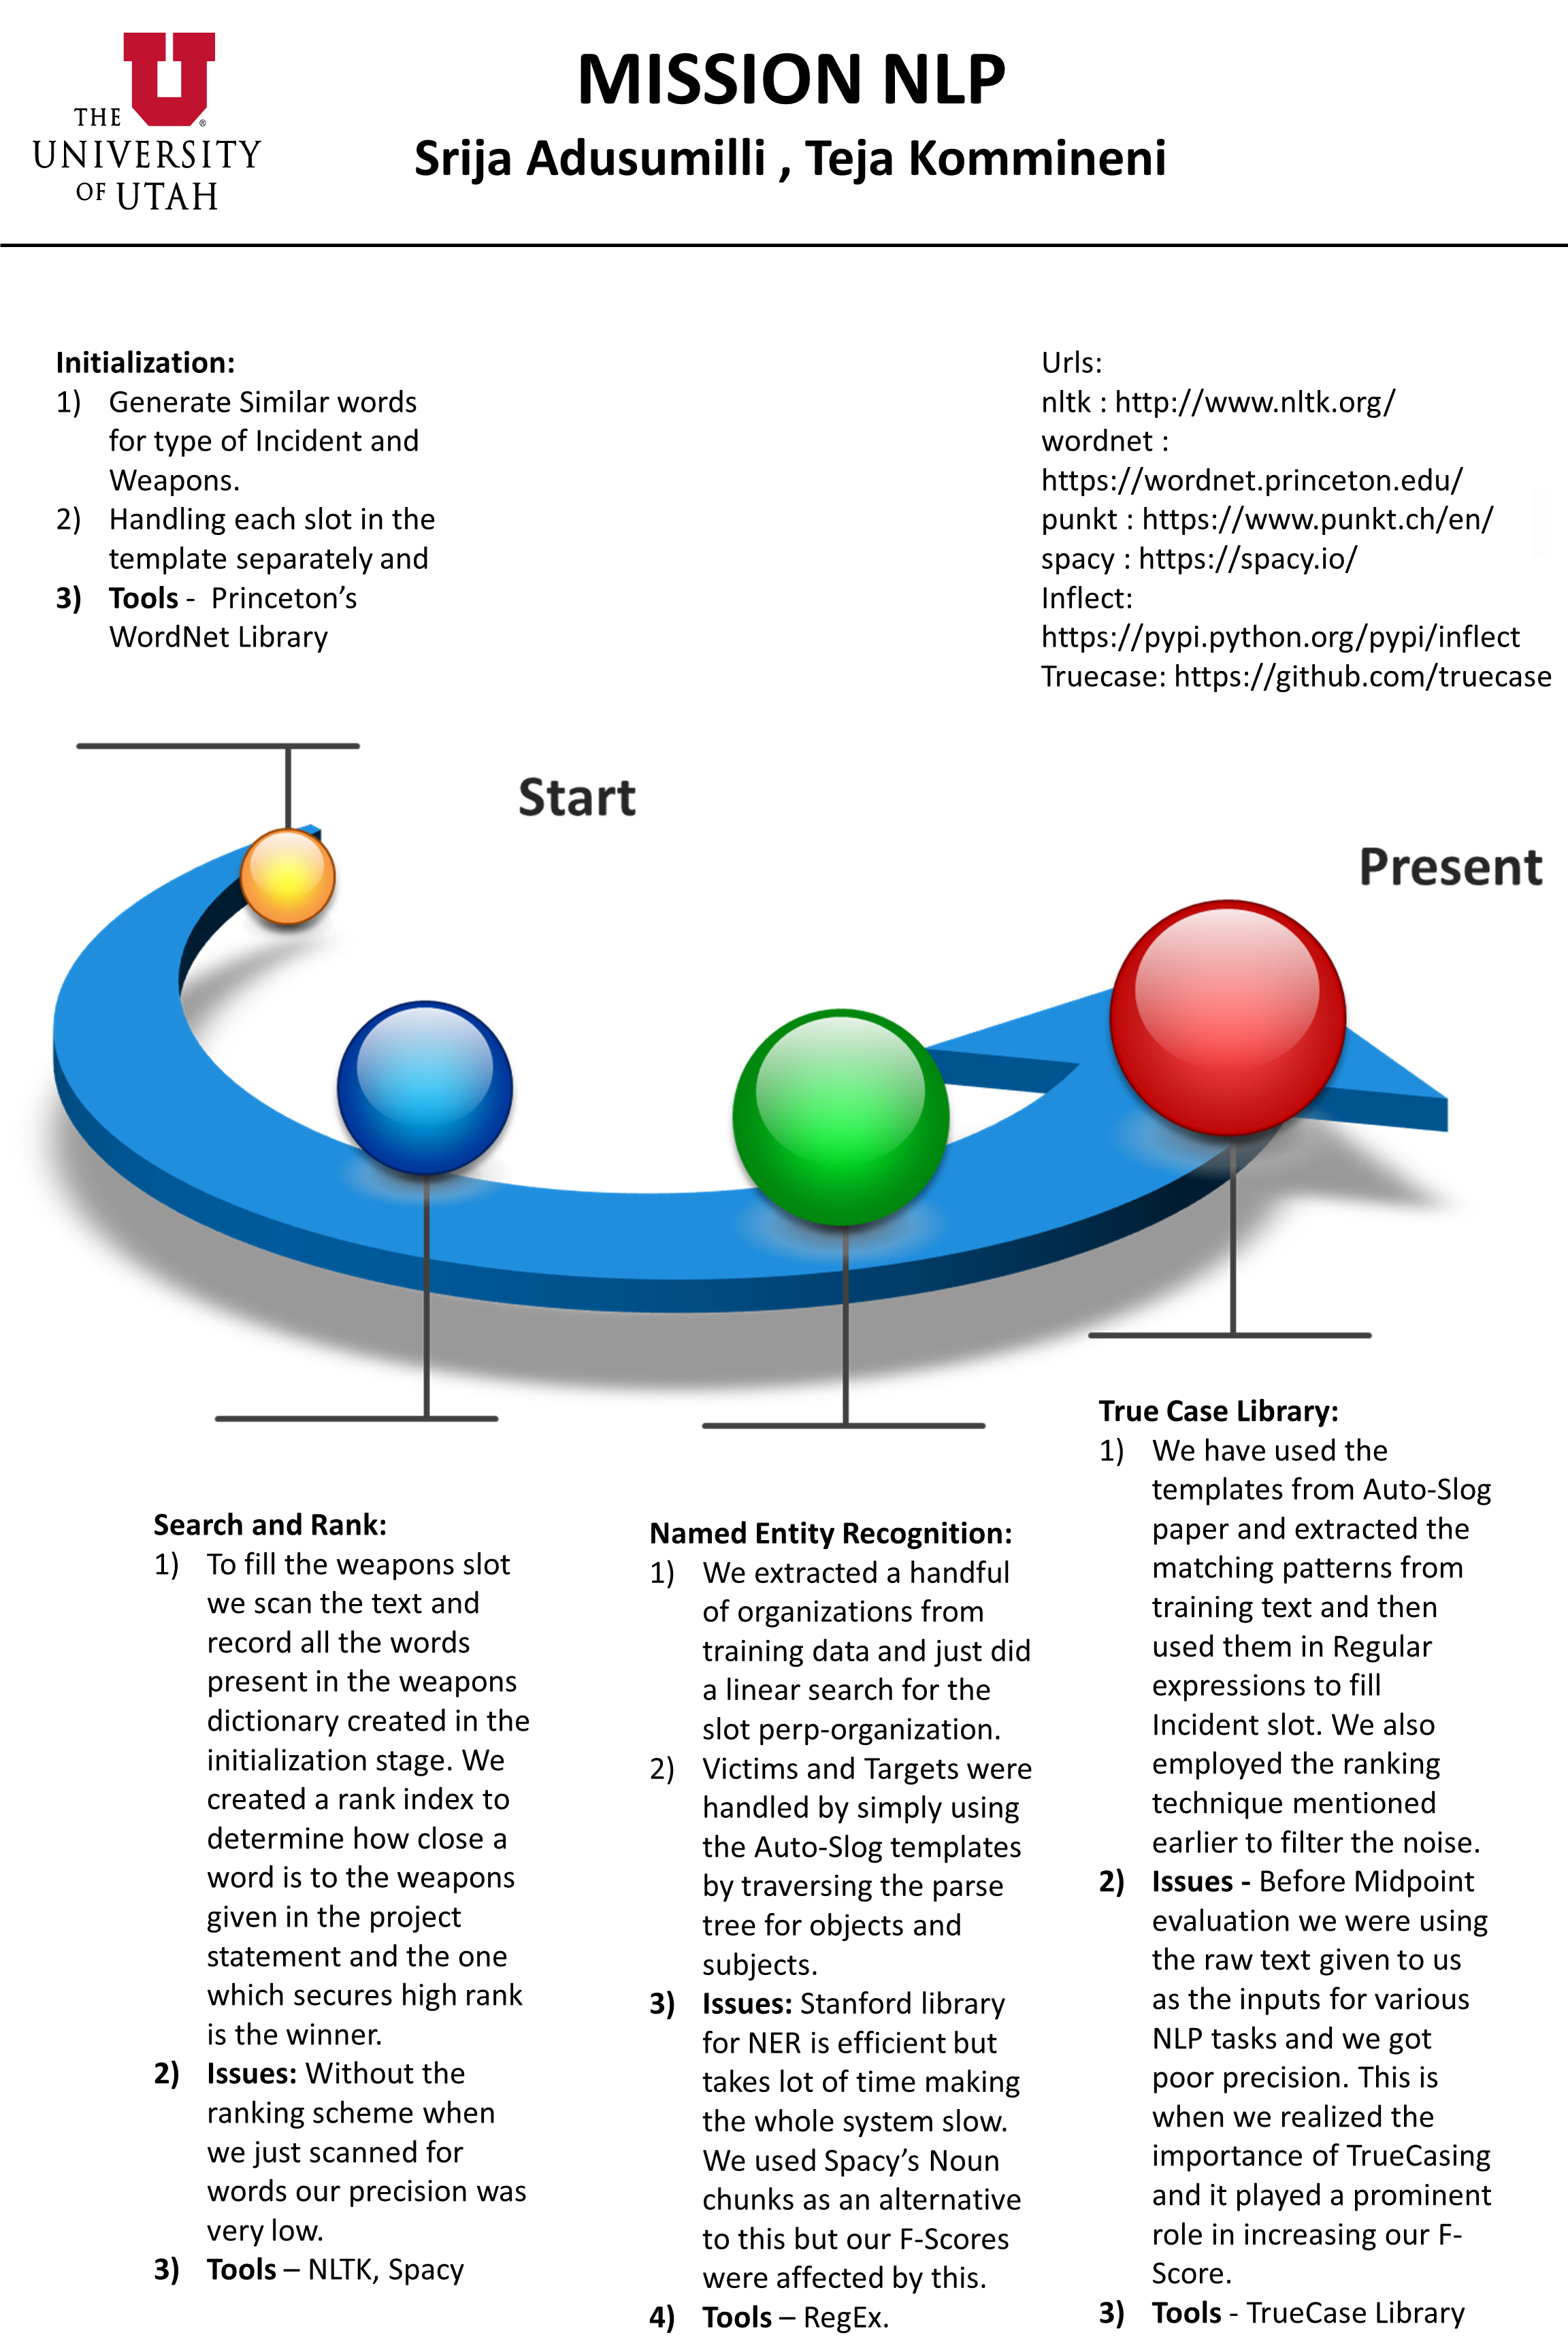 THE
UNIVERSITY
OF UTAH
®
MISSION NLP
Srija Adusumilli , Teja Kommineni
Initialization:
1) Generate Similar words
for type of Incident and
Weapons.
2) Handling each slot in the
template separately and
3) Tools - Princeton’s
WordNet Library
Urls:
nltk : http://www.nltk.org/
wordnet :
https://wordnet.princeton.edu/
punkt : https://www.punkt.ch/en/
spacy : https://spacy.io/
Inflect:
https://pypi.python.org/pypi/inflect
Truecase: https://github.com/truecase
Start
Present
Search and Rank:
1) To fill the weapons slot
we scan the text and
record all the words
present in the weapons
dictionary created in the
initialization stage. We
created a rank index to
determine how close a
word is to the weapons
given in the project
statement and the one
which secures high rank
is the winner.
2) Issues: Without the
ranking scheme when
we just scanned for
words our precision was
very low.
3) Tools – NLTK, Spacy
Named Entity Recognition:
1) We extracted a handful
of organizations from
training data and just did
a linear search for the
slot perp-organization.
2) Victims and Targets were
handled by simply using
the Auto-Slog templates
by traversing the parse
tree for objects and
subjects.
3) Issues: Stanford library
for NER is efficient but
takes lot of time making
the whole system slow.
We used Spacy’s Noun
chunks as an alternative
to this but our F-Scores
were affected by this.
4) Tools – RegEx.
True Case Library:
1) We have used the
templates from Auto-Slog
paper and extracted the
matching patterns from
training text and then
used them in Regular
expressions to fill
Incident slot. We also
employed the ranking
technique mentioned
earlier to filter the noise.
2) Issues - Before Midpoint
evaluation we were using
the raw text given to us
as the inputs for various
NLP tasks and we got
poor precision. This is
when we realized the
importance of TrueCasing
and it played a prominent
role in increasing our F-
Score.
3) Tools - TrueCase Library